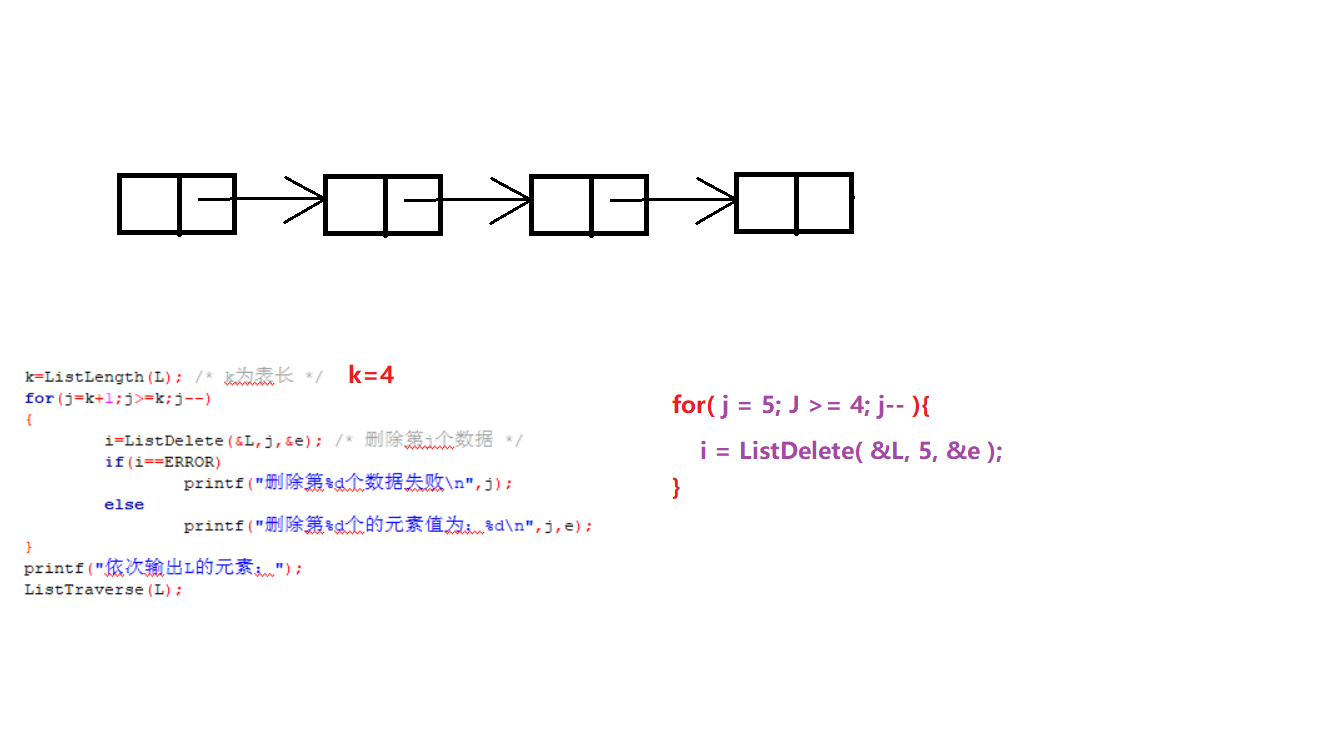 k=ListLength(L); /* k为表长 */ k=4
for(j=k+1;j>=k;j--)
{
i=ListDelete(&L,j,&e); /* 删除第j个数据 */
if(i==ERROR)
printf("删除第%d个数据失败\n",j);
else
printf("删除第%d个的元素值为：%d\n",j,e);
}
printf("依次输出L的元素：");
ListTraverse(L);
for( j = 5; J >= 4; j-- ){
i = ListDelete( &L, 5, &e );
}